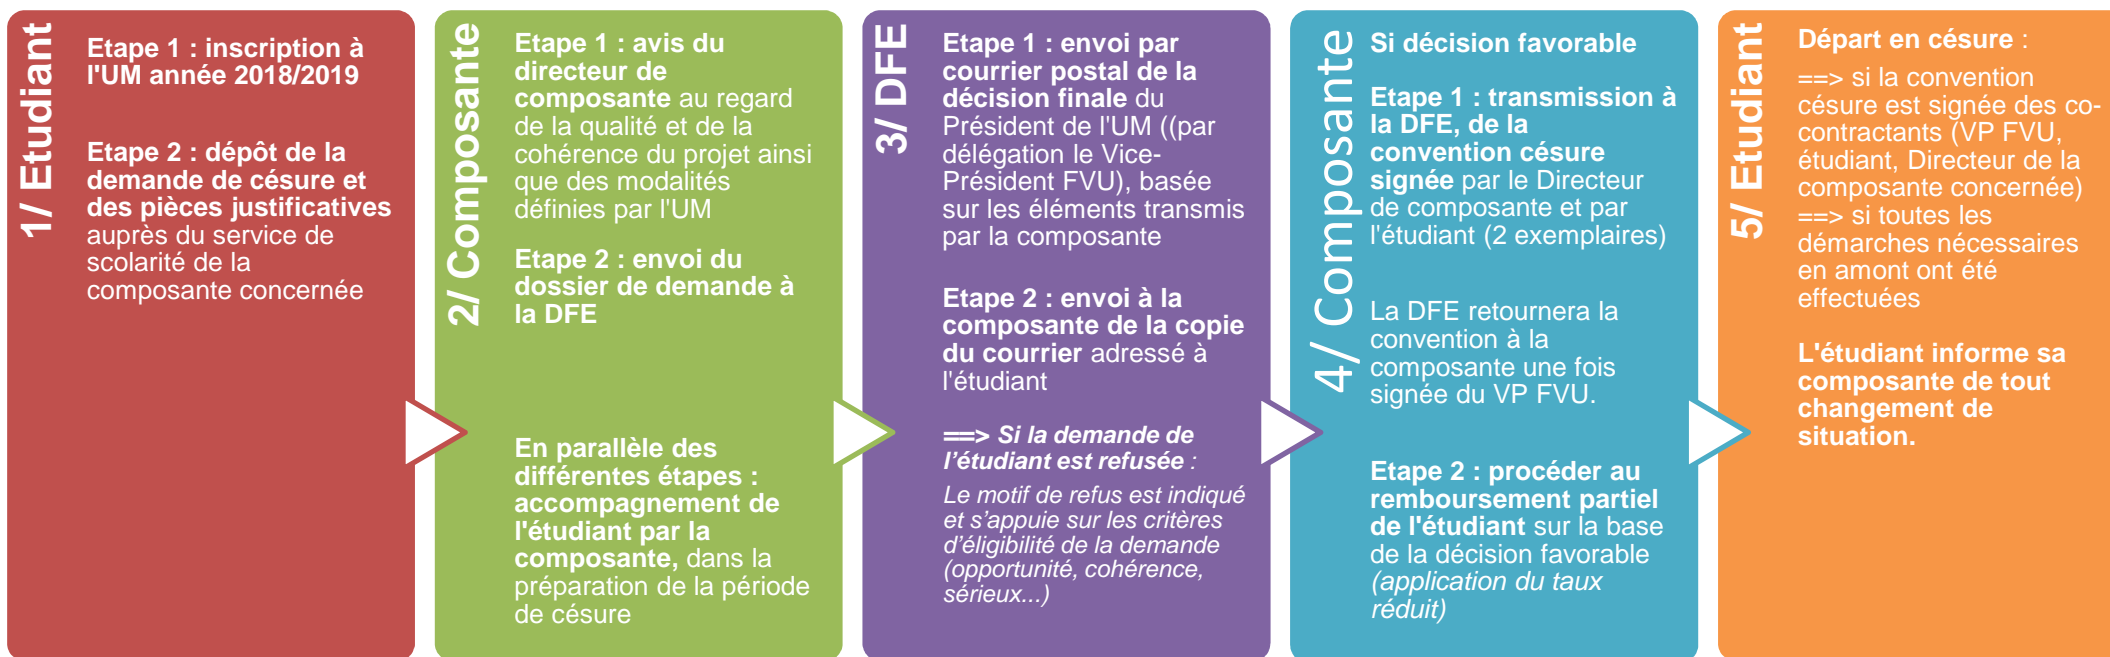 1/ Etudiant
Etape 1 : inscription à
l'UM année 2018/2019
Etape 2 : dépôt de la
demande de césure et
des pièces justificatives
auprès du service de
scolarité de la
composante concernée
2/ Composante
Etape 1 : avis du
directeur de
composante au regard
de la qualité et de la
cohérence du projet ainsi
que des modalités
définies par l'UM
Etape 2 : envoi du
dossier de demande à
la DFE
En parallèle des
différentes étapes :
accompagnement de
l'étudiant par la
composante, dans la
préparation de la période
de césure
3/ DFE
Etape 1 : envoi par
courrier postal de la
décision finale du
Président de l'UM ((par
délégation le Vice-
Président FVU), basée
sur les éléments transmis
par la composante
Etape 2 : envoi à la
composante de la copie
du courrier adressé à
l'étudiant
==> Si la demande de
l’étudiant est refusée :
Le motif de refus est indiqué
et s'appuie sur les critères
d’éligibilité de la demande
(opportunité, cohérence,
sérieux...)
4/ Composante
Si décision favorable
Etape 1 : transmission à
la DFE, de la
convention césure
signée par le Directeur
de composante et par
l'étudiant (2 exemplaires)
La DFE retournera la
convention à la
composante une fois
signée du VP FVU.
Etape 2 : procéder au
remboursement partiel
de l'étudiant sur la base
de la décision favorable
(application du taux
réduit)
5/ Etudiant
Départ en césure :
==> si la convention
césure est signée des co-
contractants (VP FVU,
étudiant, Directeur de la
composante concernée)
==> si toutes les
démarches nécessaires
en amont ont été
effectuées
L'étudiant informe sa
composante de tout
changement de
situation.